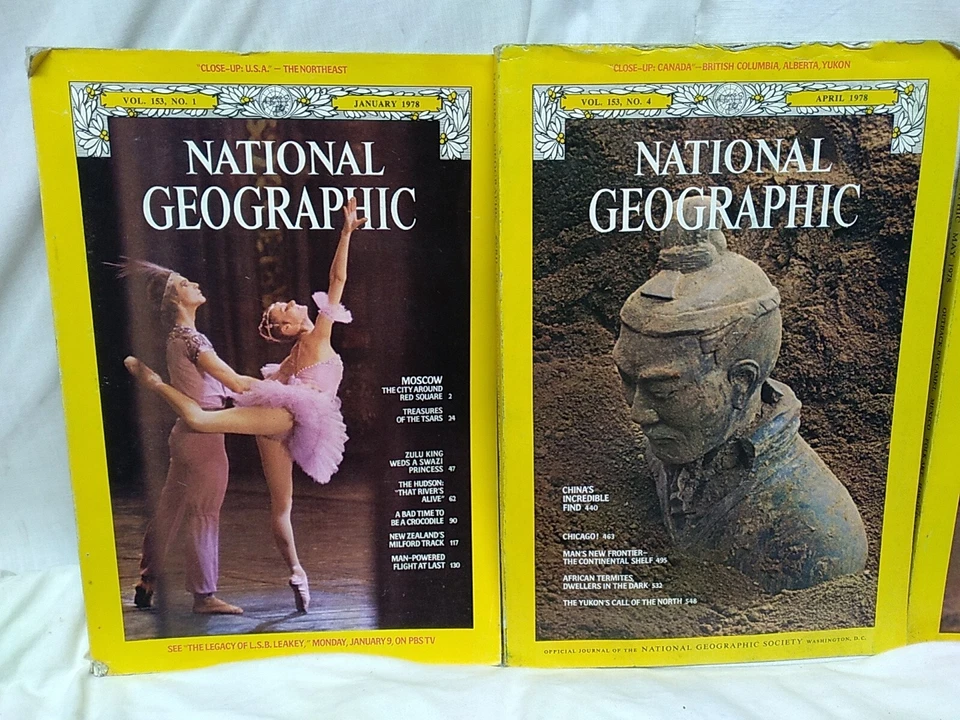 "CLOSE-UP: U.S.A."—THE NORTHEAST
VOL. 153, NO. 1
JANUARY 1978
NATIONAL
GEOGRAPHIC
MOSCOW
THE CITY AROUND
RED SQUARE 2
TREASURES
OF THE TSARS 24
ZULU KING
WEDS A SWAZI
PRINCESS 47
THE HUDSON:
"THAT RIVER'S
ALIVE" 62
A BAD TIME TO
BE A CROCODILE 90
NEW ZEALAND'S
MILFORD TRACK 117
MAN-POWERED
FLIGHT AT LAST 130
SEE "THE LEGACY OF L.S.B. LEAKEY," MONDAY, JANUARY 9, ON PBS TV
"CLOSE-UP: CANADA"—BRITISH COLUMBIA, ALBERTA, YUKON
VOL. 153, NO. 4
APRIL 1978
NATIONAL
GEOGRAPHIC
CHINA'S
INCREDIBLE
FIND 440
CHICAGO! 463
MAN'S NEW FRONTIER—
THE CONTINENTAL SHELF 495
AFRICAN TERMITES,
DWELLERS IN THE DARK 532
THE YUKON'S CALL OF THE NORTH 548
OFFICIAL JOURNAL OF THE NATIONAL GEOGRAPHIC SOCIETY WASHINGTON, D.C.
MAY 1978